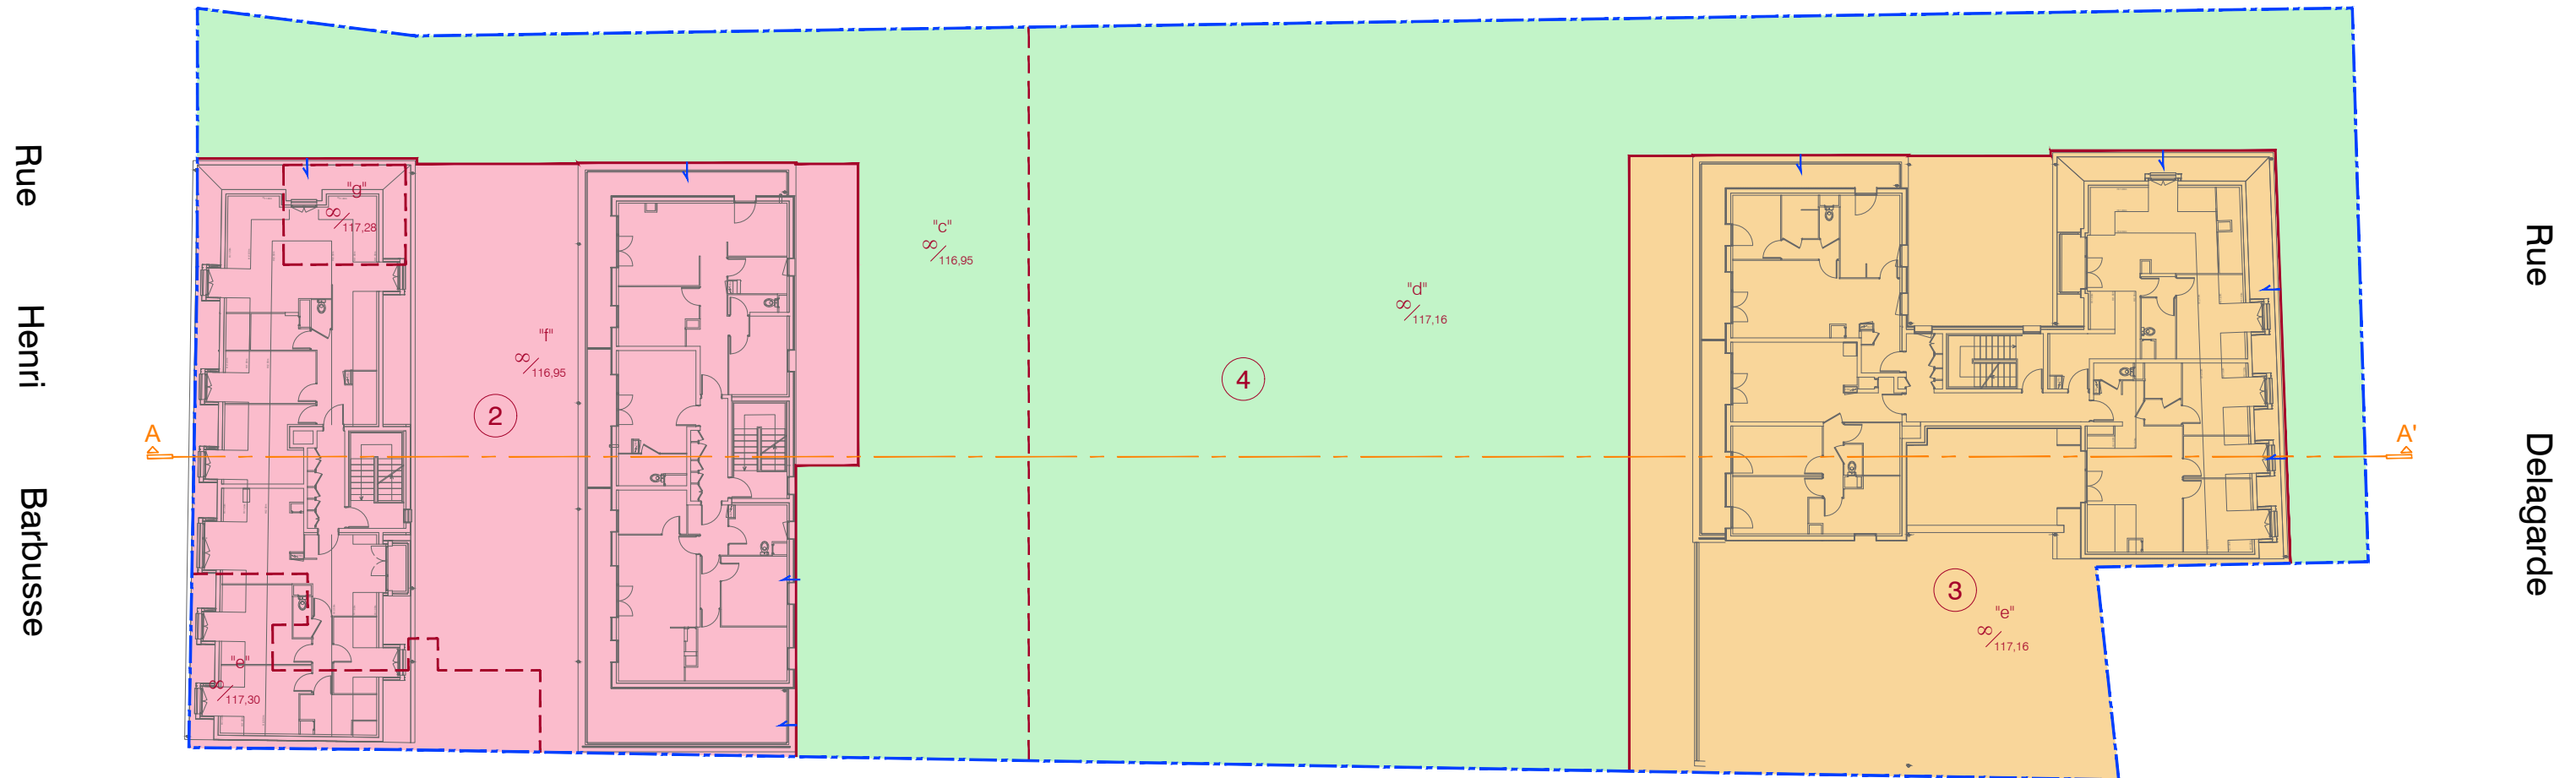 Rue
Henri
Barbusse
A
"g"
∞/117,28
"f"
∞/116,95
2
"e"
∞/117,30
"c"
∞/116,95
"d"
∞/117,16
4
3
"e"
∞/117,16
A'
Rue
Delagarde